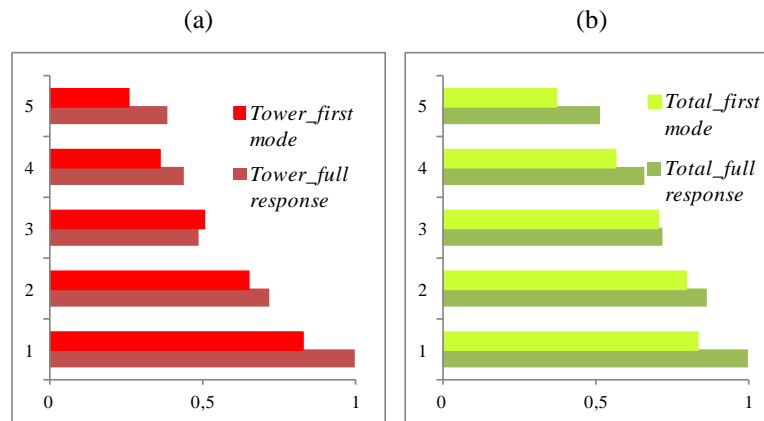 (a)
5
4
3
2
1
0
0,5
1
Tower_first
mode
Tower_full
response
(b)
5
4
3
2
1
0
0,5
1
Total_first
mode
Total_full
response